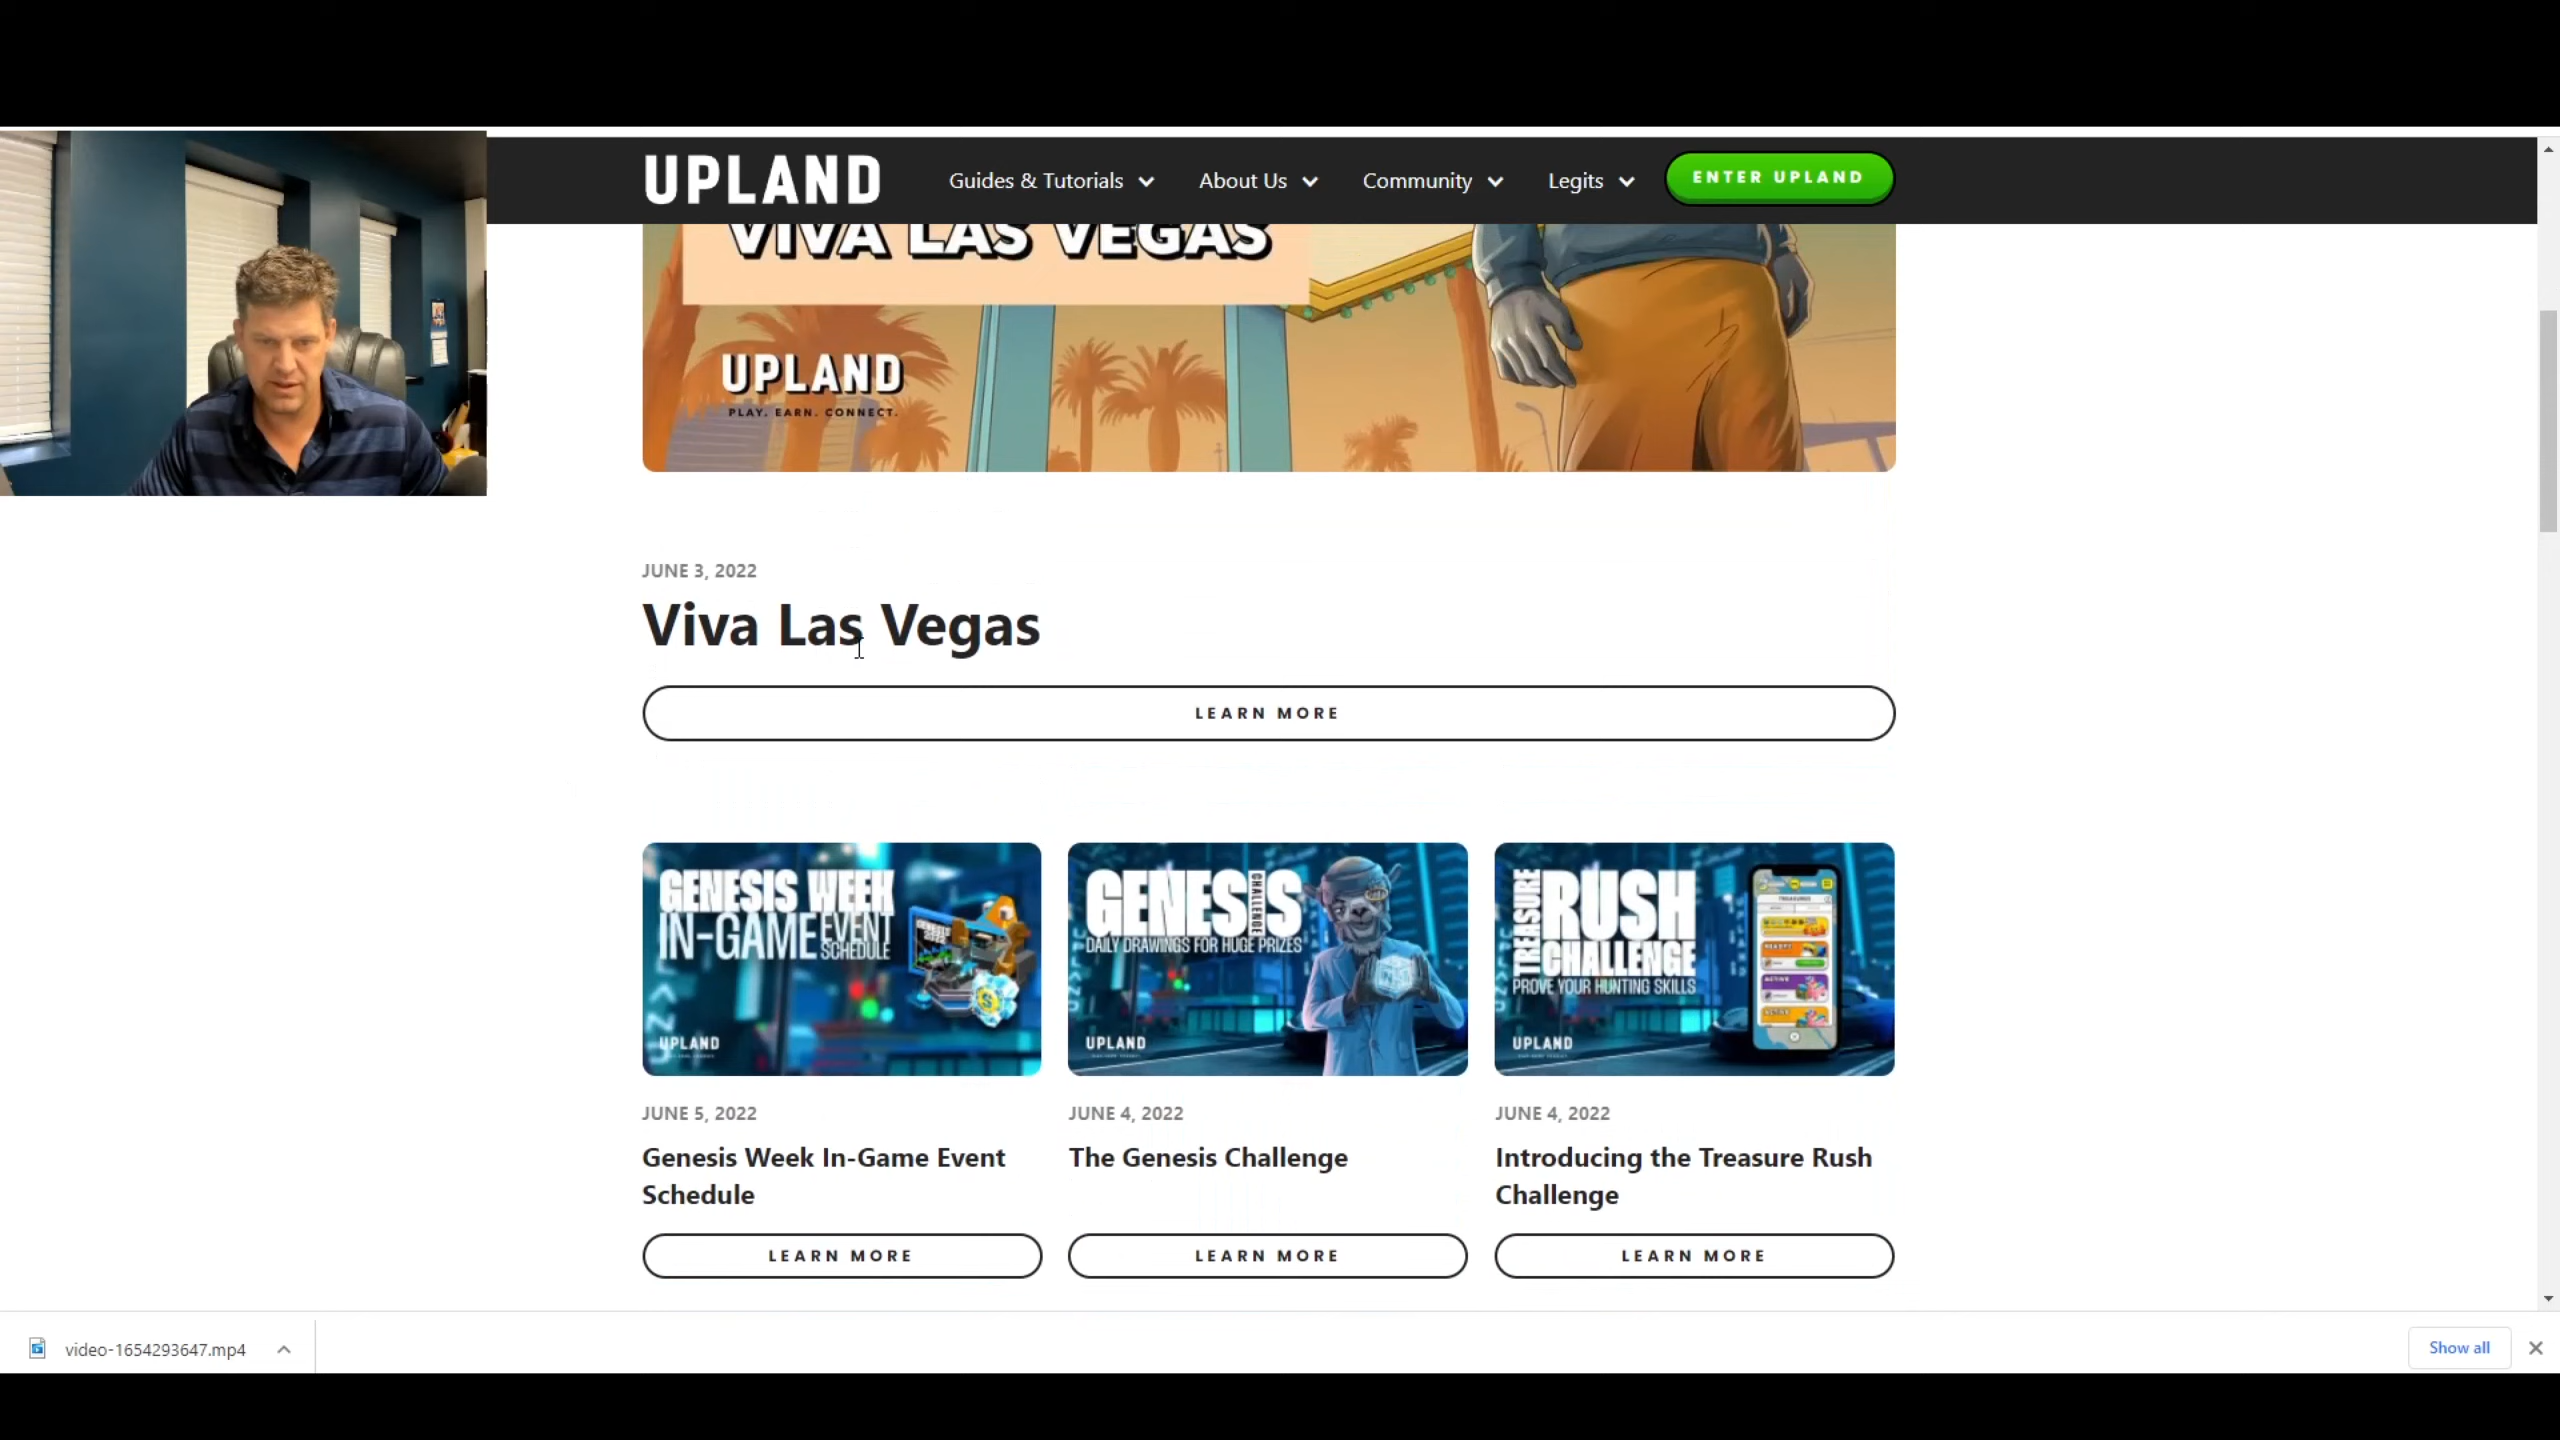 UPLAND
Guides & Tutorials
About Us
Community
Legits
ENTER UPLAND
VIVA LAS VEGAS
UPLAND
PLAY. EARN. CONNECT.
JUNE 3, 2022
Viva Las Vegas
LEARN MORE
GENESIS WEEK
IN-GAME EVENT SCHEDULE
UPLAND
GENESIS CHALLENGE
DAILY DRAWINGS FOR HUGE PRIZES
UPLAND
TREASURE RUSH CHALLENGE
PROVE YOUR HUNTING SKILLS
UPLAND
JUNE 5, 2022
Genesis Week In-Game Event
Schedule
LEARN MORE
JUNE 4, 2022
The Genesis Challenge
LEARN MORE
JUNE 4, 2022
Introducing the Treasure Rush
Challenge
LEARN MORE
video-1654293647.mp4
Show all